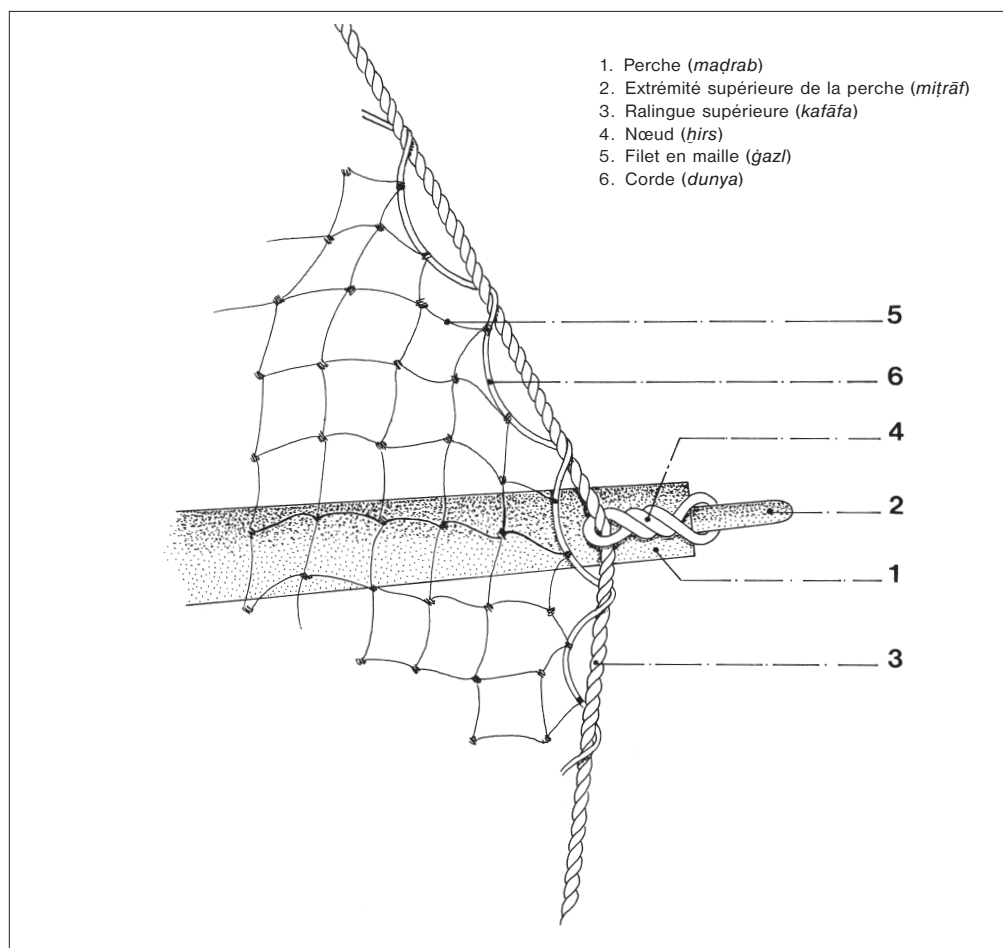 1. Perche (maḍrab)
2. Extrémité supérieure de la perche (miṭrāf)
3. Ralingue supérieure (kafāfa)
4. Nœud (ḫirs)
5. Filet en maille (ġazl)
6. Corde (dunya)
5
6
4
2
1
3